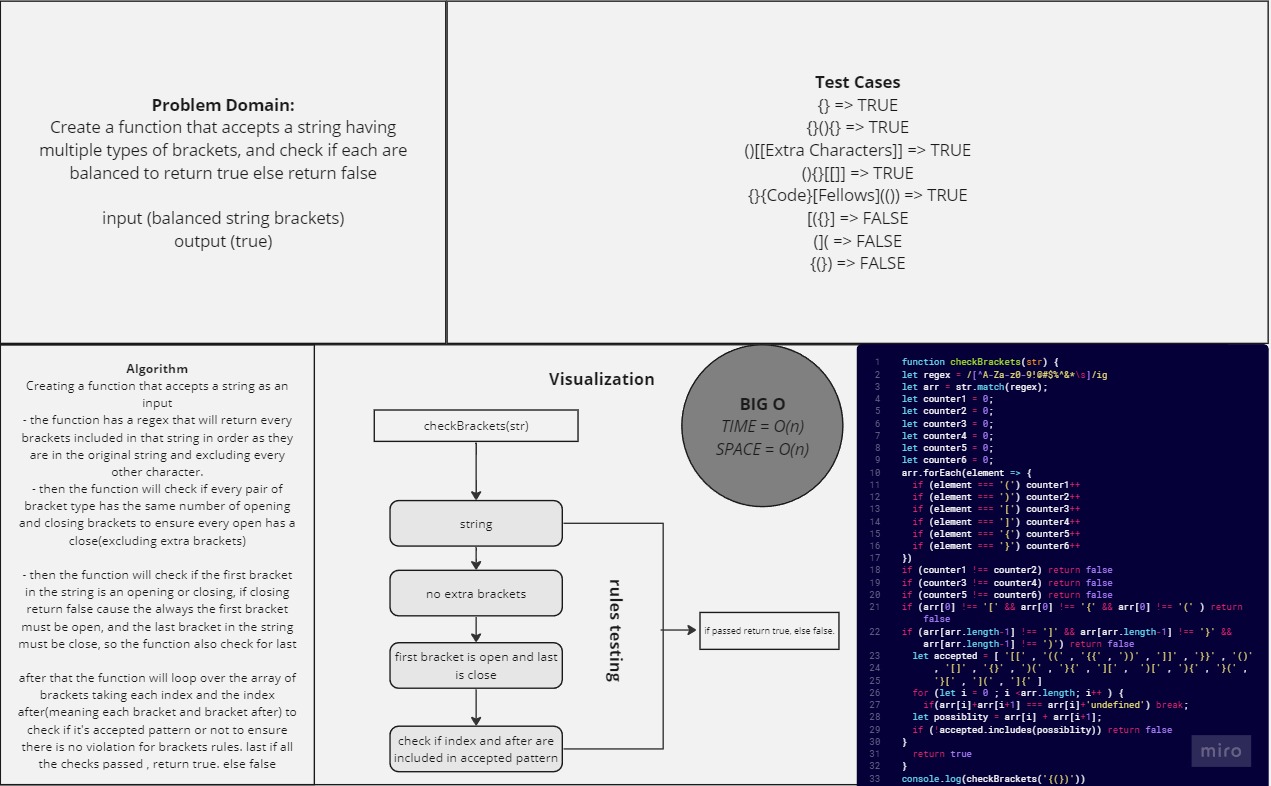 Problem Domain:
Create a function that accepts a string having
multiple types of brackets, and check if each are
balanced to return true else return false
input (balanced string brackets)
output (true)
Test Cases
{} => TRUE
{}(){} => TRUE
()[[Extra Characters]] => TRUE
(){}[[]] => TRUE
{}{Code}[Fellows](()) => TRUE
[({}] => FALSE
(]( => FALSE
{(}) => FALSE
Algorithm
Creating a function that accepts a string as an
input
- the function has a regex that will return every
brackets included in that string in order as they
are in the original string and excluding every
other character.
- then the function will check if every pair of
bracket type has the same number of opening
and closing brackets to ensure every open has a
close(excluding extra brackets)
- then the function will check if the first bracket
in the string is an opening or closing, if closing
return false cause the always the first bracket
must be open, and the last bracket in the string
must be close, so the function also check for last
after that the function will loop over the array of
brackets taking each index and the index
after(meaning each bracket and bracket after) to
check if it's accepted pattern or not to ensure
there is no violation for brackets rules. last if all
the checks passed , return true. else false
Visualization
checkBrackets(str)
string
no extra brackets
first bracket is open and last
is close
check if index and after are
included in accepted pattern
rules testing
if passed return true, else false.
BIG O
TIME = O(n)
SPACE = O(n)
1 function checkBrackets(str) {
2 let regex = /[^A-Za-z0-9!@#$%^&*\s]/ig
3 let arr = str.match(regex);
4 let counter1 = 0;
5 let counter2 = 0;
6 let counter3 = 0;
7 let counter4 = 0;
8 let counter5 = 0;
9 let counter6 = 0;
10 arr.forEach(element => {
11 if (element === '(') counter1++
12 if (element === ')') counter2++
13 if (element === '[') counter3++
14 if (element === ']') counter4++
15 if (element === '{') counter5++
16 if (element === '}') counter6++
17 })
18 if (counter1 !== counter2) return false
19 if (counter3 !== counter4) return false
20 if (counter5 !== counter6) return false
21 if (arr[0] !== '[' && arr[0] !== '{' && arr[0] !== '(' ) return
false
22 if (arr[arr.length-1] !== ']' && arr[arr.length-1] !== '}' &&
arr[arr.length-1] !== ')') return false
23 let accepted = [ '[[' , '((' , '{{' , '))' , ']]' , '}}' , '()'
24 , '[]' , '{}' , ')(' , '}{' , '][' , ')[' , '){' , '}(' ,
25 '}[' , '](' , ']{' ]
26 for (let i = 0 ; i <arr.length; i++ ) {
27 if(arr[i]+arr[i+1] === arr[i]+'undefined') break;
28 let possiblity = arr[i] + arr[i+1];
29 if (!accepted.includes(possiblity)) return false
30 }
31 return true
32 }
33 console.log(checkBrackets('{(})'))
miro